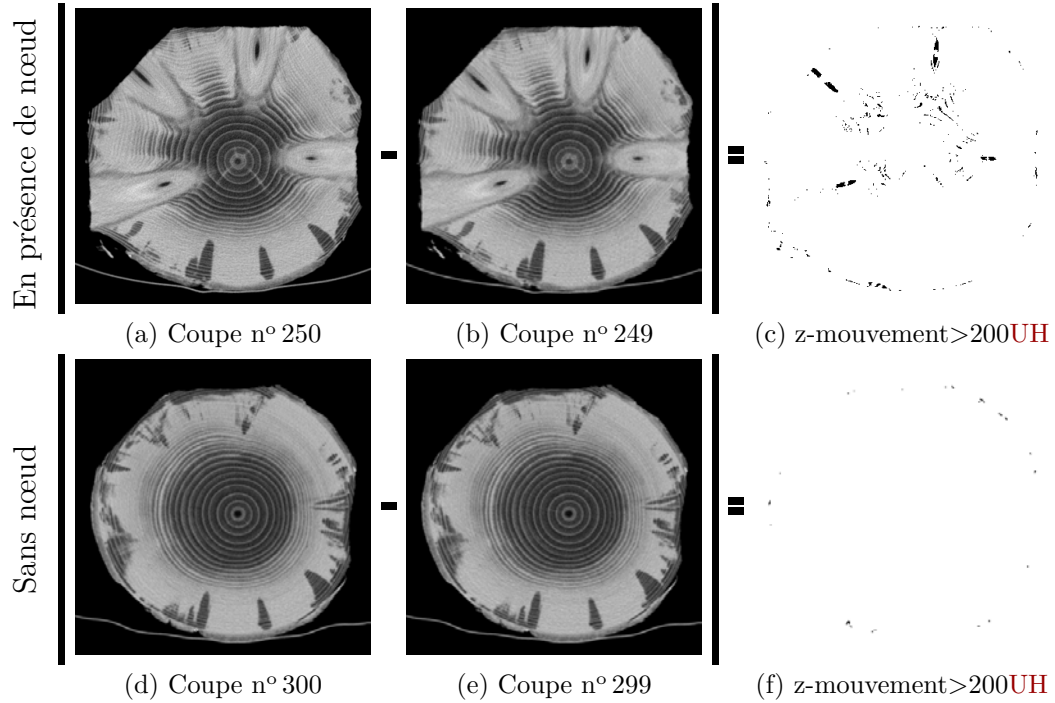 En présence de nœud
(a) Coupe nº 250
(b) Coupe nº 249
(c) z-mouvement>200UH
Sans nœud
(d) Coupe nº 300
(e) Coupe nº 299
(f) z-mouvement>200UH